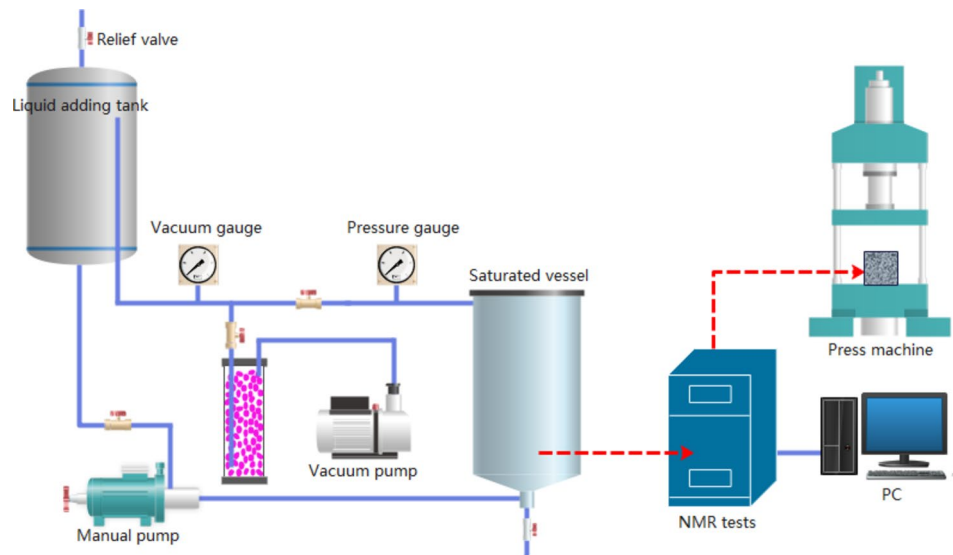 Relief valve
Liquid adding tank
Vacuum gauge
Pressure gauge
Saturated vessel
Press machine
Vacuum pump
PC
Manual pump
NMR tests